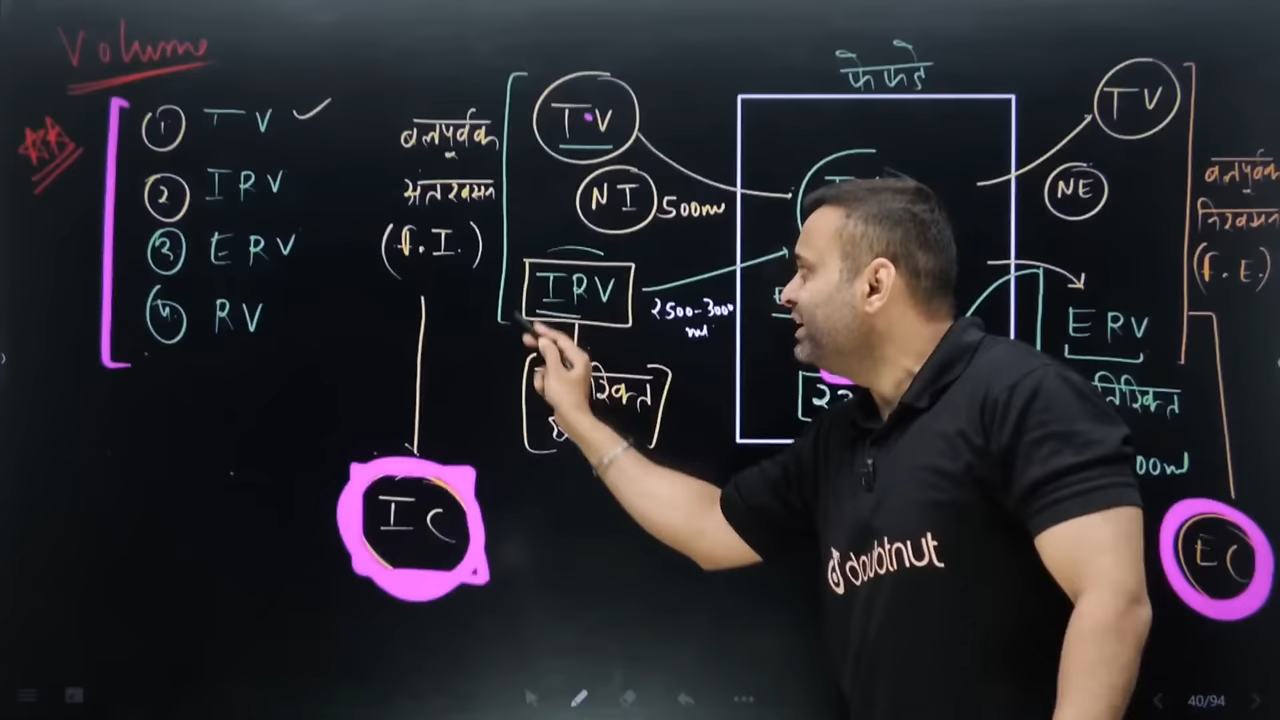 Volume
① TV ✓
② IRV
③ ERV
④ RV
बलपूर्वक
अंतःश्वसन
(f. I.)
IC
TV
NI 500ml
IRV
2500-3000
ml
फेफड़े
TV
NE
ERV
बलपूर्वक
निःश्वसन
(f. E.)
EC
doubtnut
40/94